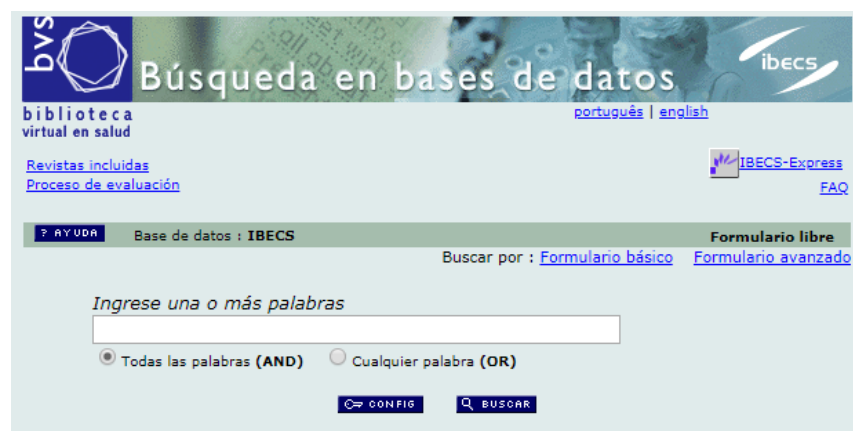 bvs
Búsqueda en bases de datos
ibecs
biblioteca
virtual en salud
português | english
Revistas incluidas
IBECS-Express
Proceso de evaluación
FAQ
? AYUDA Base de datos : IBECS Formulario libre
Buscar por : Formulario básico Formulario avanzado
Ingrese una o más palabras
Todas las palabras (AND) Cualquier palabra (OR)
CONFIG BUSCAR